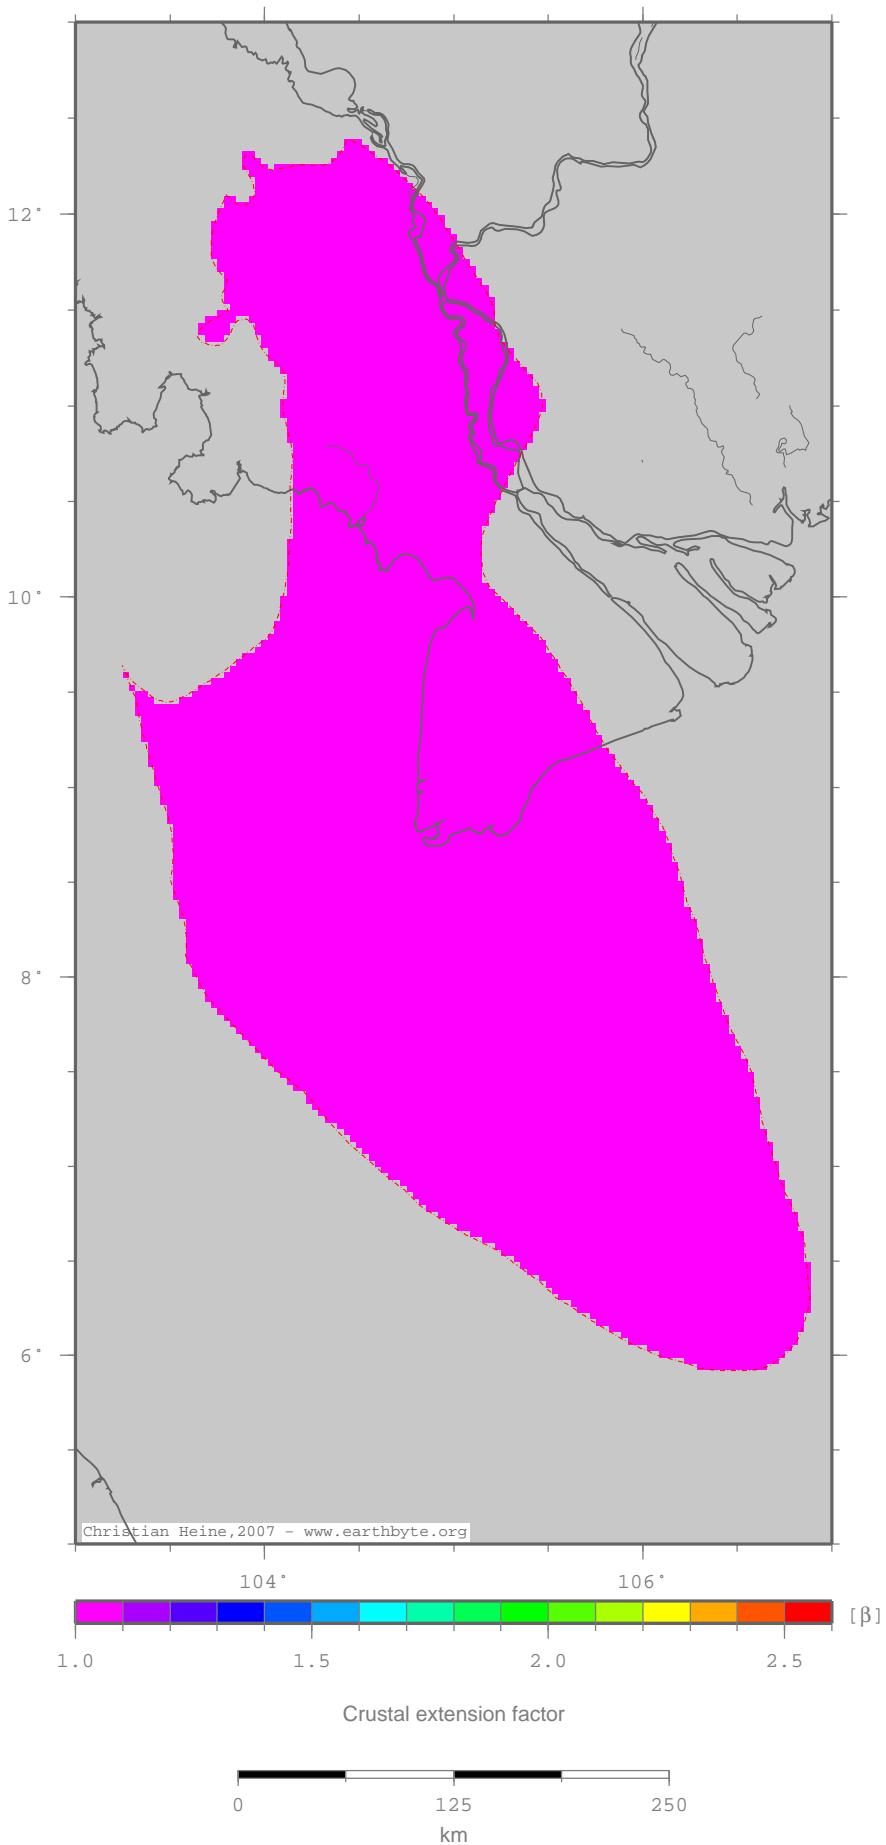 12°
10°
8°
6°
Christian Heine,2007 - www.earthbyte.org
104° 106°
[β]
1.0 1.5 2.0 2.5
Crustal extension factor
0 125 250
km